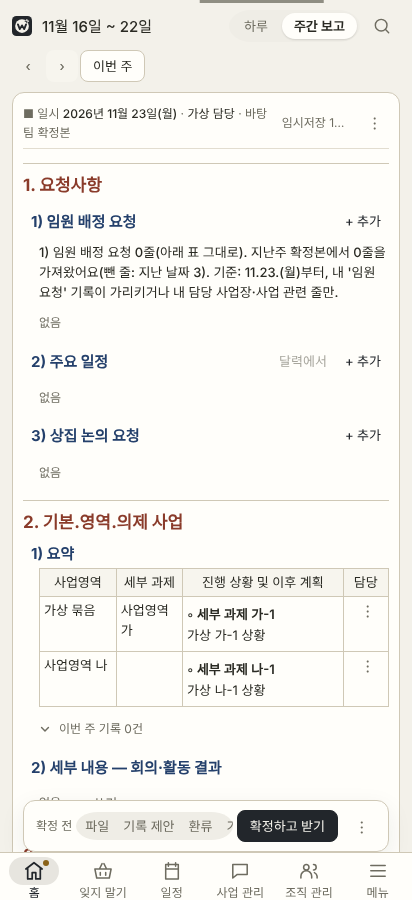 11월 16일 ~ 22일
하루
주간 보고
이번 주
■ 일시 2026년 11월 23일(월) · 가상 담당 · 바탕
팀 확정본
임시저장 1...
1. 요청사항
1) 임원 배정 요청
+ 추가
1) 임원 배정 요청 0줄(아래 표 그대로). 지난주 확정본에서 0줄을
가져왔어요(뺀 줄: 지난 날짜 3). 기준: 11.23.(월)부터, 내 '임원
요청' 기록이 가리키거나 내 담당 사업장·사업 관련 줄만.
없음
2) 주요 일정
달력에서
+ 추가
없음
3) 상집 논의 요청
+ 추가
없음
2. 기본.영역.의제 사업
1) 요약
사업영역 세부 과제 진행 상황 및 이후 계획 담당
가상 묶음
사업영역
가
◦ 세부 과제 가-1
가상 가-1 상황
사업영역 나
◦ 세부 과제 나-1
가상 나-1 상황
이번 주 기록 0건
2) 세부 내용 — 회의·활동 결과
확정 전
파일
기록 제안
환류
확정하고 받기
홈
잊지 말기
일정
사업 관리
조직 관리
메뉴